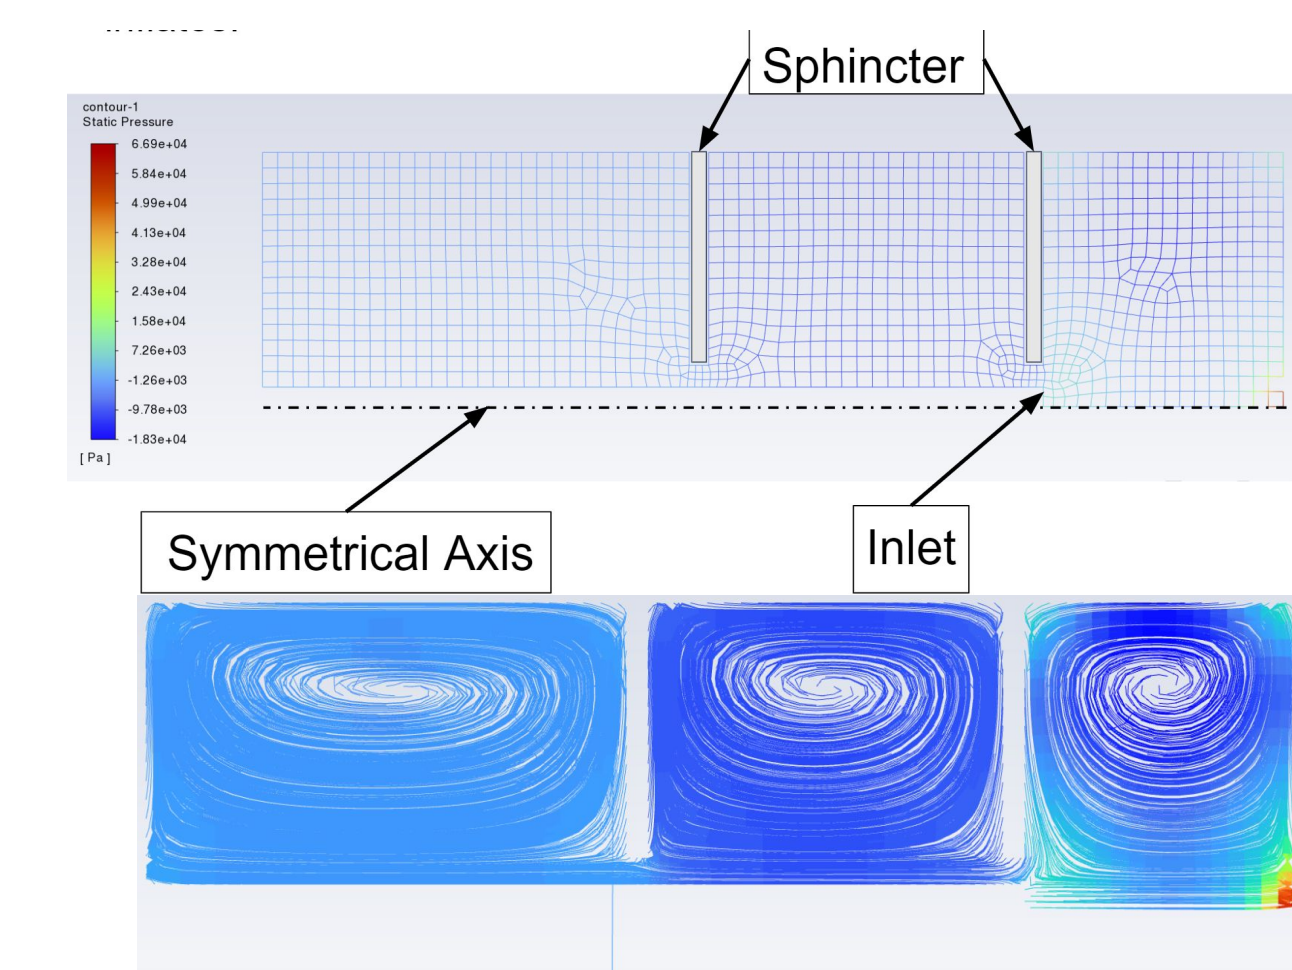 Sphincter
contour-1
Static Pressure
6.69e+04
5.84e+04
4.99e+04
4.13e+04
3.28e+04
2.43e+04
1.58e+04
7.26e+03
-1.26e+03
-9.78e+03
-1.83e+04
[ Pa ]
Symmetrical Axis
Inlet